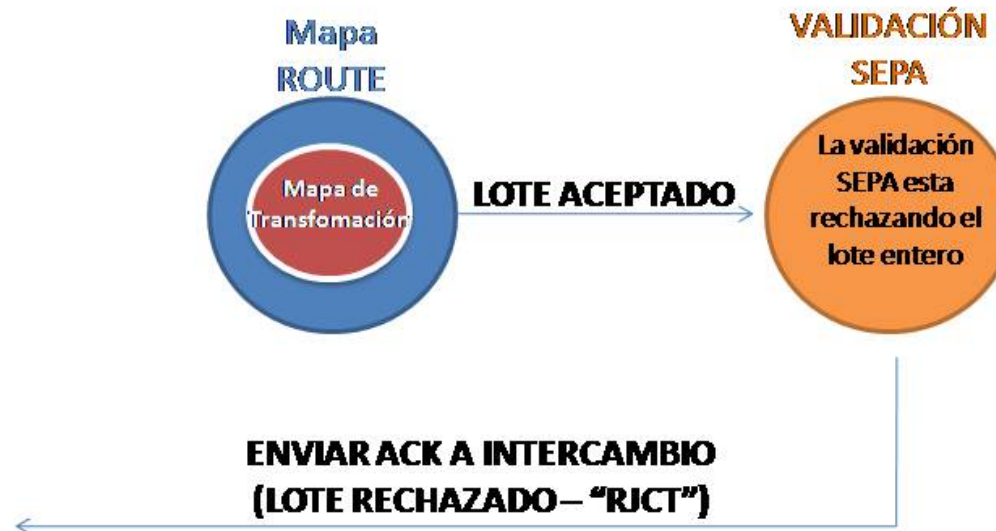 Mapa
ROUTE
Mapa de
Transfomación
LOTE ACEPTADO
VALIDACIÓN
SEPA
La validación
SEPA esta
rechazando el
lote entero
ENVIAR ACK A INTERCAMBIO
(LOTE RECHAZADO – “RJCT”)